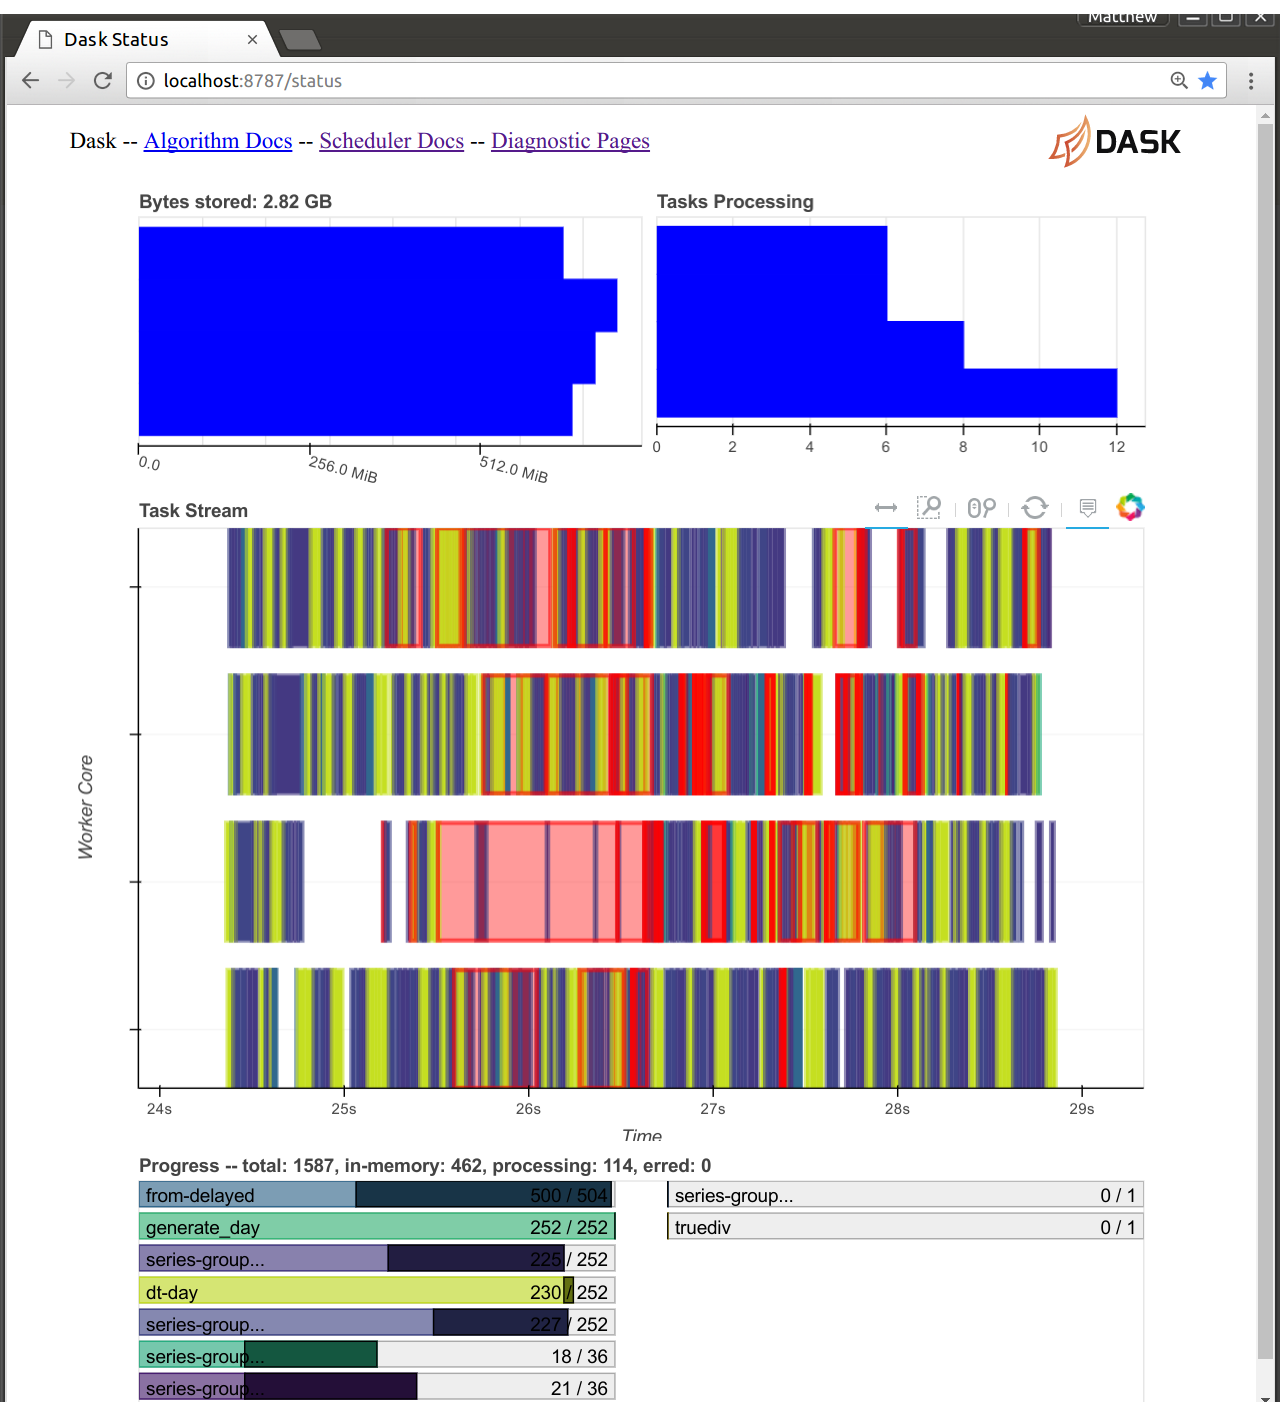 Matthew
Dask Status
localhost:8787/status
Dask -- Algorithm Docs -- Scheduler Docs -- Diagnostic Pages
DASK
Bytes stored: 2.82 GB
Tasks Processing
0.0 256.0 MiB 512.0 MiB
0 2 4 6 8 10 12
Task Stream
Worker Core
24s 25s 26s 27s 28s 29s
Time
Progress -- total: 1587, in-memory: 462, processing: 114, erred: 0
from-delayed 500 / 504
series-group... 0 / 1
generate_day 252 / 252
truediv 0 / 1
series-group... 225 / 252
dt-day 230 / 252
series-group... 227 / 252
series-group... 18 / 36
series-group... 21 / 36